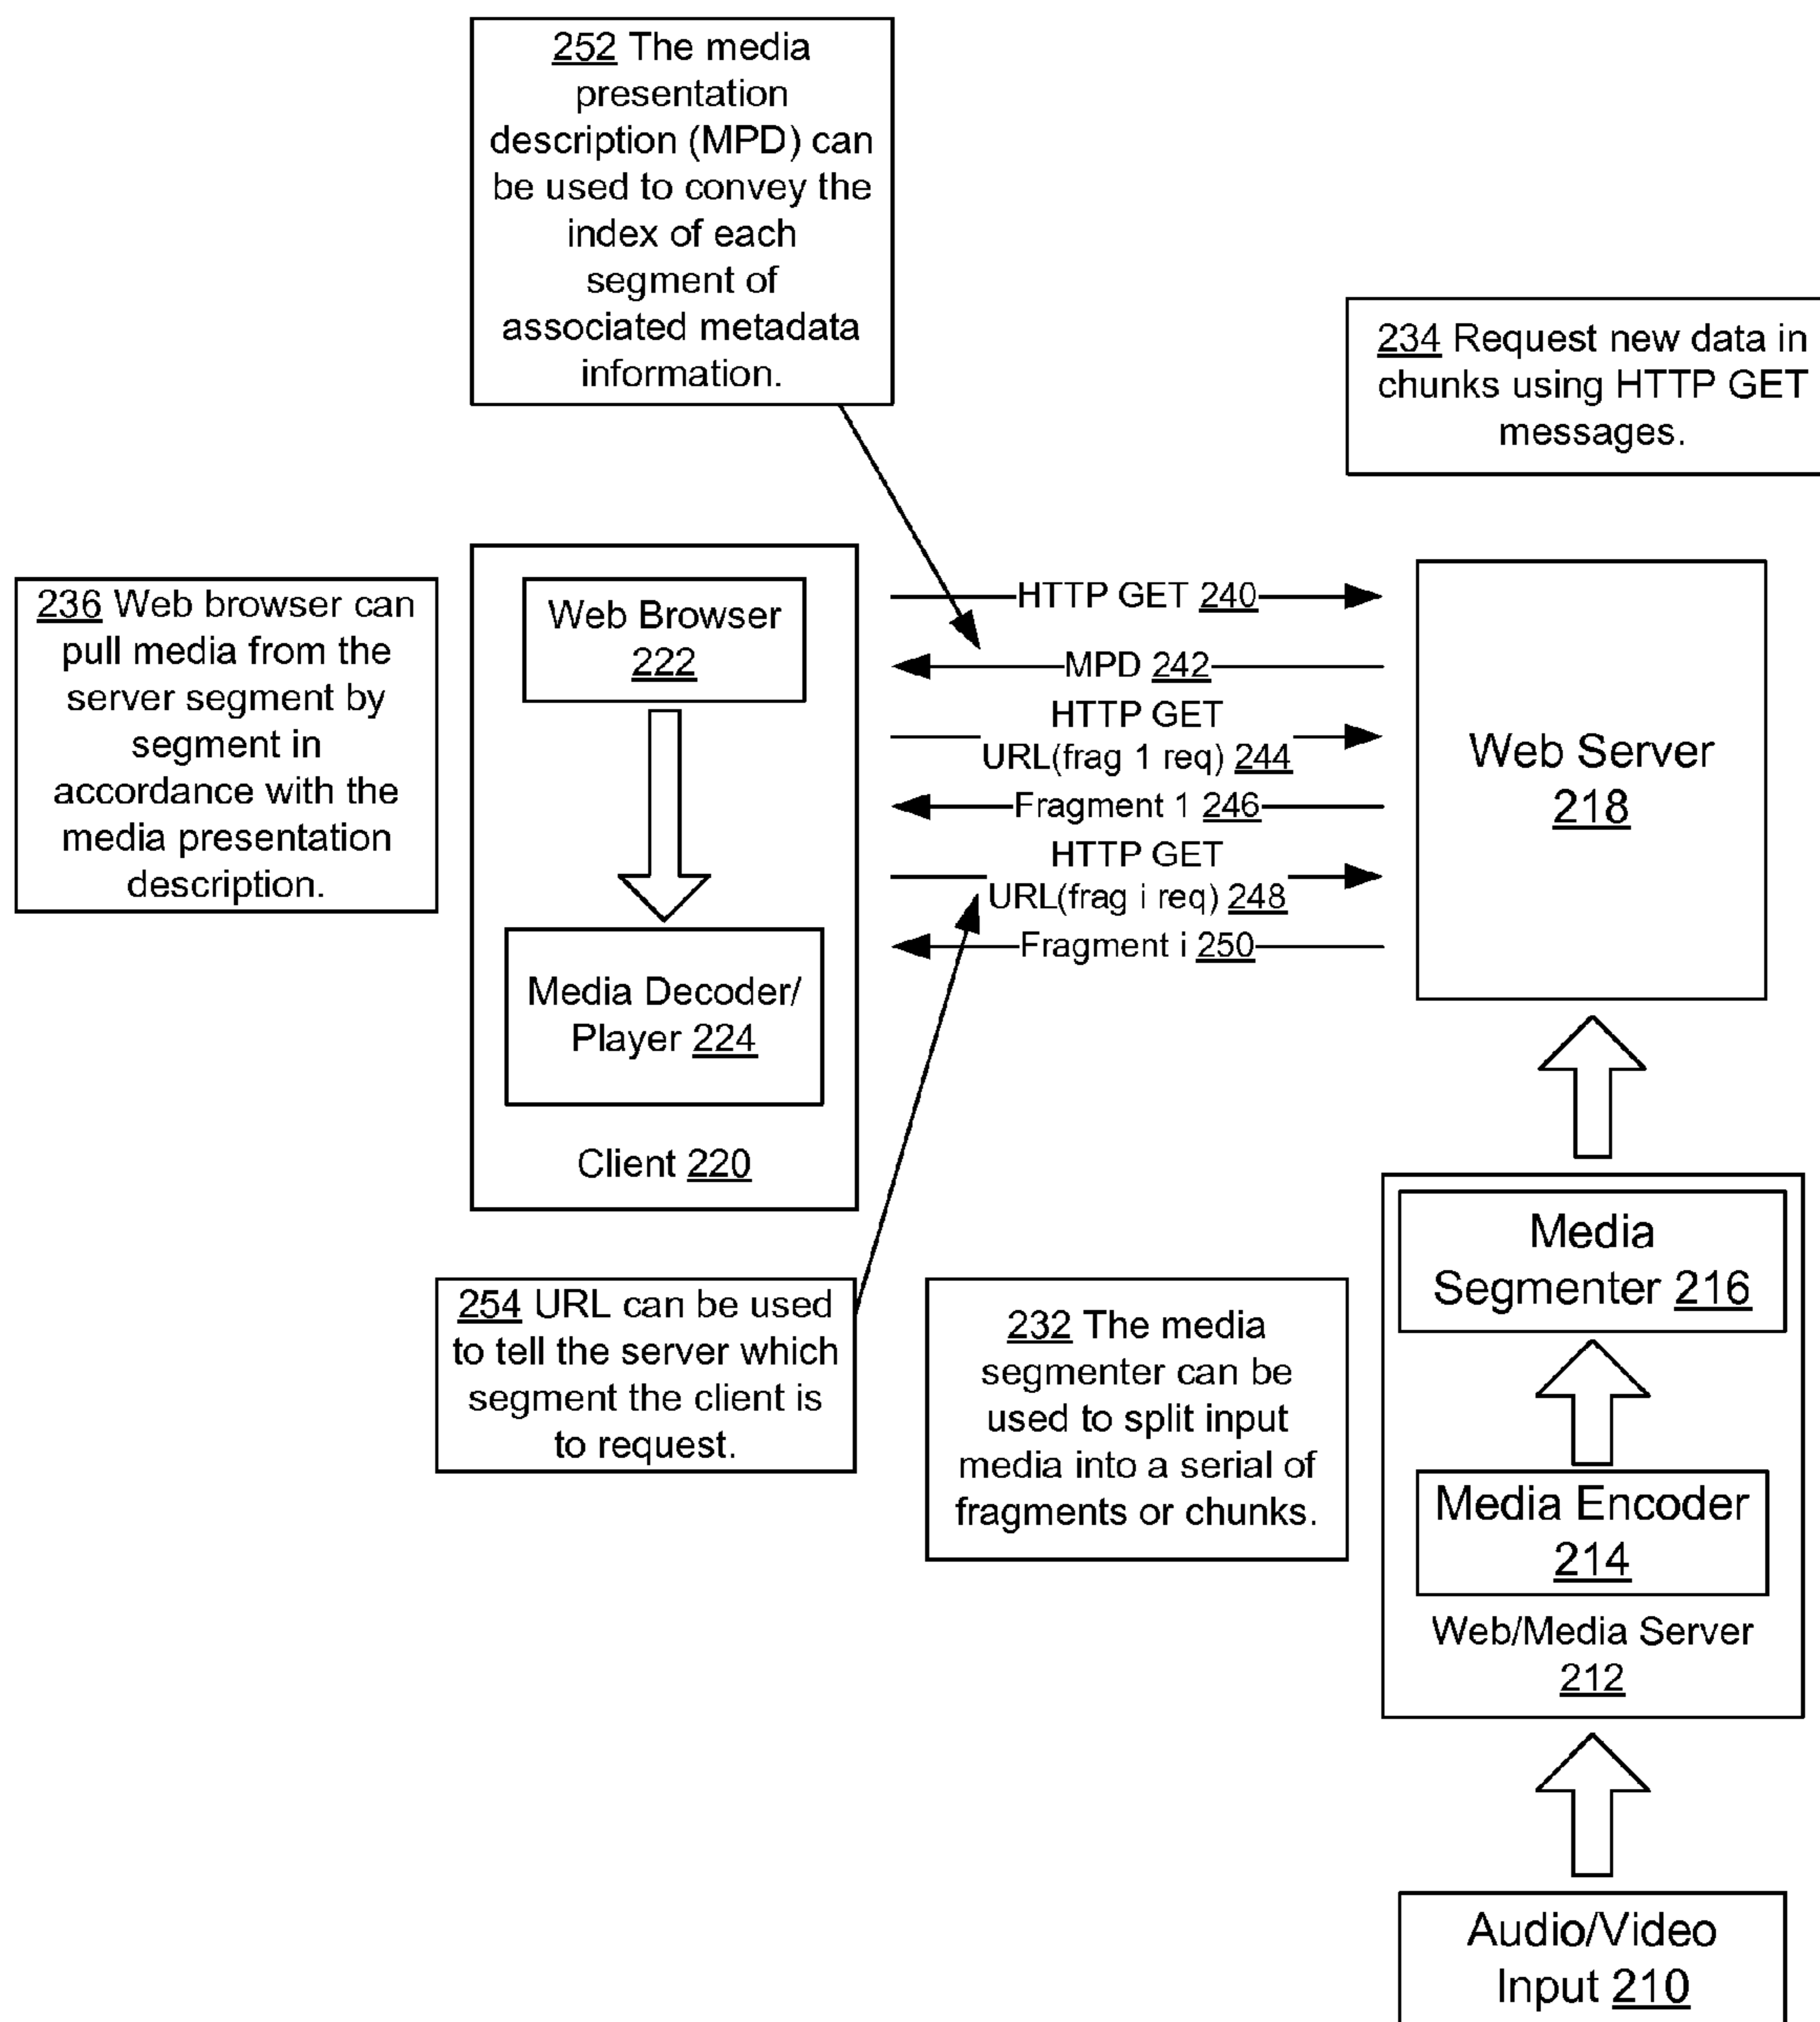 252 The media
presentation
description (MPD) can
be used to convey the
index of each
segment of
associated metadata
information.
234 Request new data in
chunks using HTTP GET
messages.
236 Web browser can
pull media from the
server segment by
segment in
accordance with the
media presentation
description.
Web Browser
222
Media Decoder/
Player 224
Client 220
HTTP GET 240
MPD 242
HTTP GET
URL(frag 1 req) 244
Fragment 1 246
HTTP GET
URL(frag i req) 248
Fragment i 250
Web Server
218
254 URL can be used
to tell the server which
segment the client is
to request.
232 The media
segmenter can be
used to split input
media into a serial of
fragments or chunks.
Media
Segmenter 216
Media Encoder
214
Web/Media Server
212
Audio/Video
Input 210